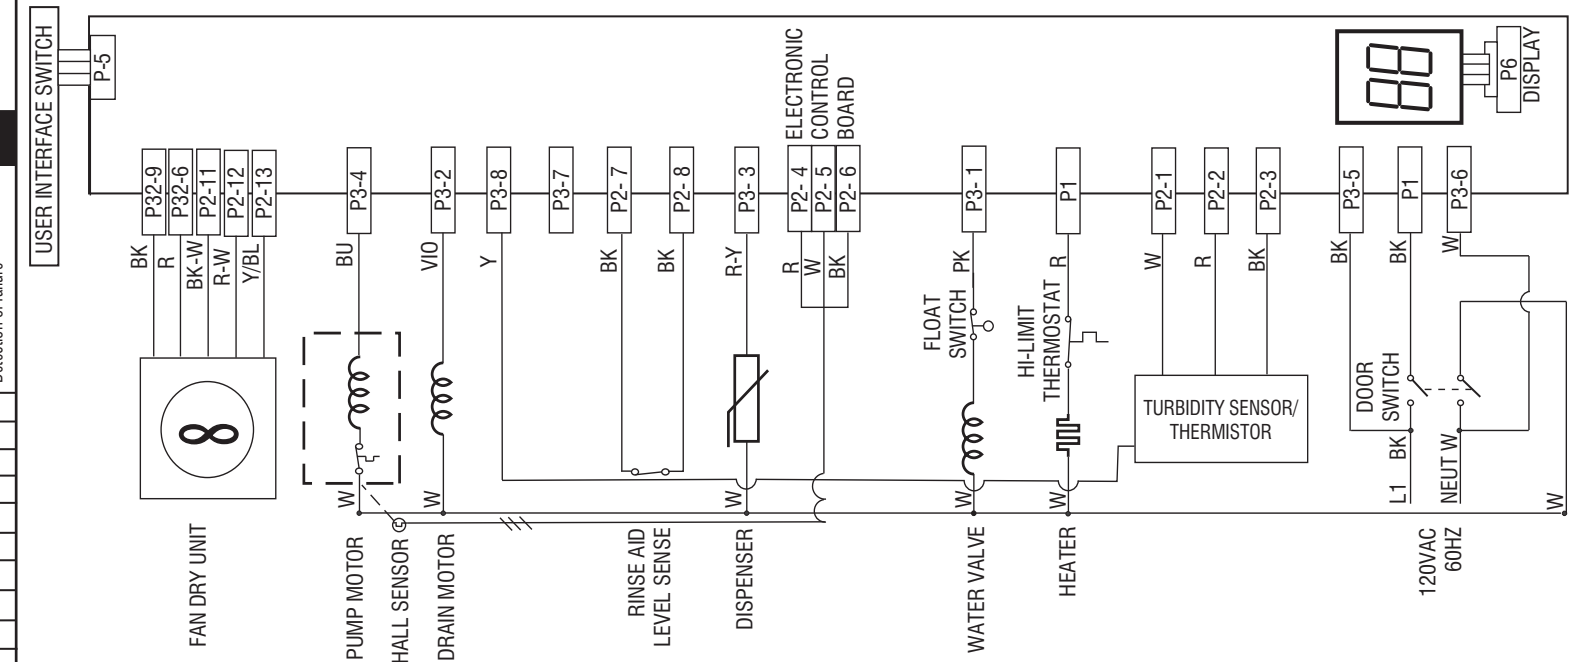 USER INTERFACE SWITCH
P-5
P6
DISPLAY
ELECTRONIC
CONTROL
BOARD
P32-9
P32-6
P2-11
P2-12
P2-13
P3-4
P3-2
P3-8
P3-7
P2- 7
P2- 8
P3- 3
P2- 4
P2- 5
P2- 6
P3- 1
P1
P2-1
P2-2
P2-3
P3-5
P1
P3-6
BK
R
BK-W
R-W
Y/BL
BU
VIO
Y
BK
BK
R-Y
R
W
BK
PK
R
W
R
BK
BK
BK
W
FLOAT
SWITCH
HI-LIMIT
THERMOSTAT
TURBIDITY SENSOR/
THERMISTOR
DOOR
SWITCH
W
W
W
W
W
L1 BK
NEUT W
W
FAN DRY UNIT
PUMP MOTOR
HALL SENSOR
DRAIN MOTOR
RINSE AID
LEVEL SENSE
DISPENSER
WATER VALVE
HEATER
120VAC
60HZ